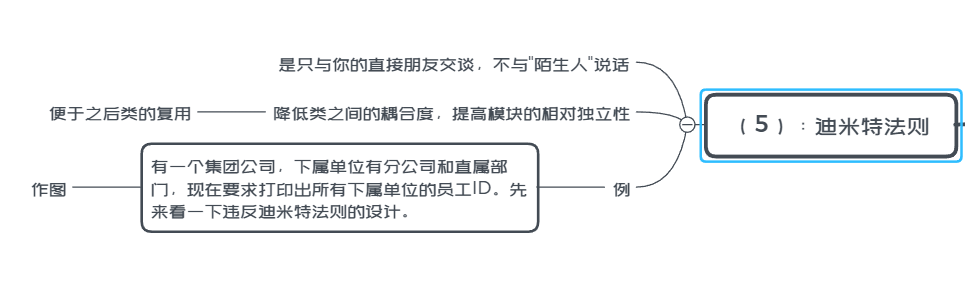 是只与你的直接朋友交谈，不与"陌生人"说话
便于之后类的复用
降低类之间的耦合度，提高模块的相对独立性
（5）：迪米特法则
作图
有一个集团公司，下属单位有分公司和直属部
门，现在要求打印出所有下属单位的员工ID。先
来看一下违反迪米特法则的设计。
例